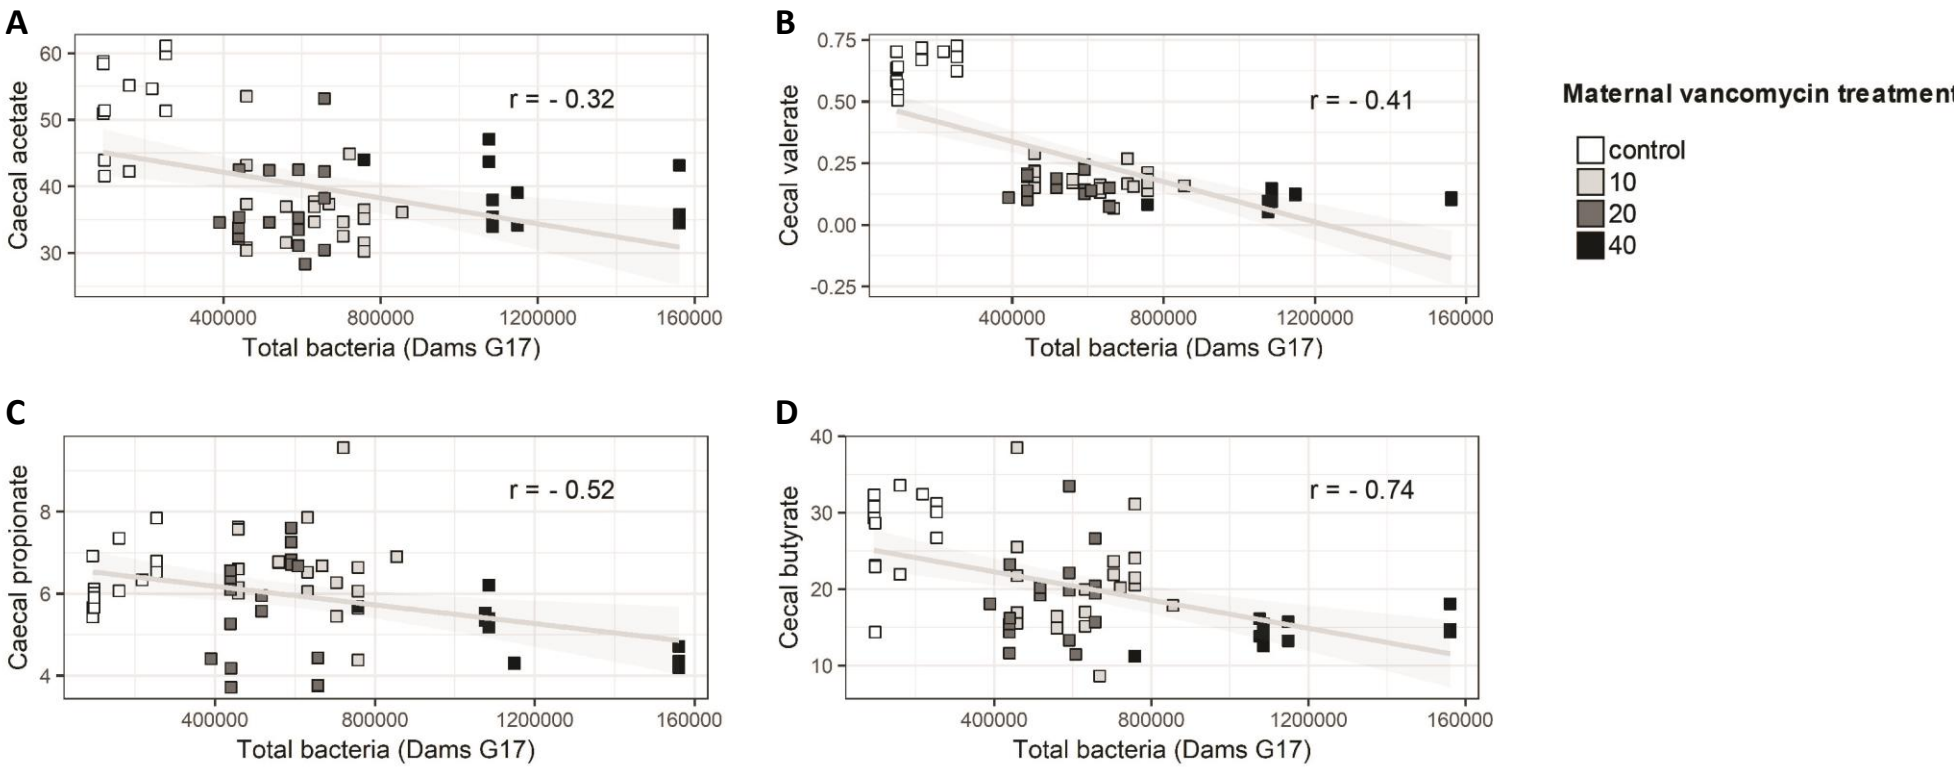 A
60
50
40
30
Caecal acetate
r = - 0.32
400000
800000
1200000
160000
Total bacteria (Dams G17)
B
0.75
0.50
0.25
0.00
-0.25
Cecal valerate
r = - 0.41
400000
800000
1200000
160000
Total bacteria (Dams G17)
Maternal vancomycin treatment
control
10
20
40
C
8
6
4
Caecal propionate
r = - 0.52
400000
800000
1200000
160000
Total bacteria (Dams G17)
D
40
30
20
10
Cecal butyrate
r = - 0.74
400000
800000
1200000
160000
Total bacteria (Dams G17)